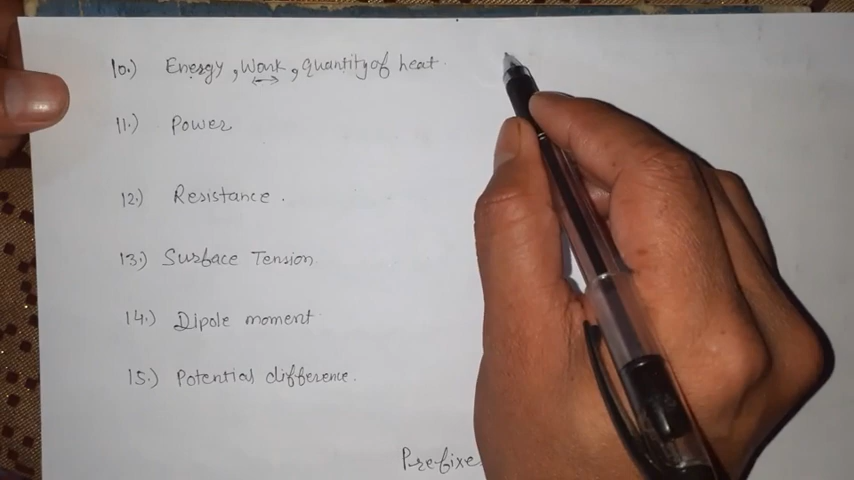 10.) Energy, Work, quantity of heat.
11.) Power
12.) Resistance.
13.) Surface Tension
14.) Dipole moment
15.) Potential difference.
Prefixe